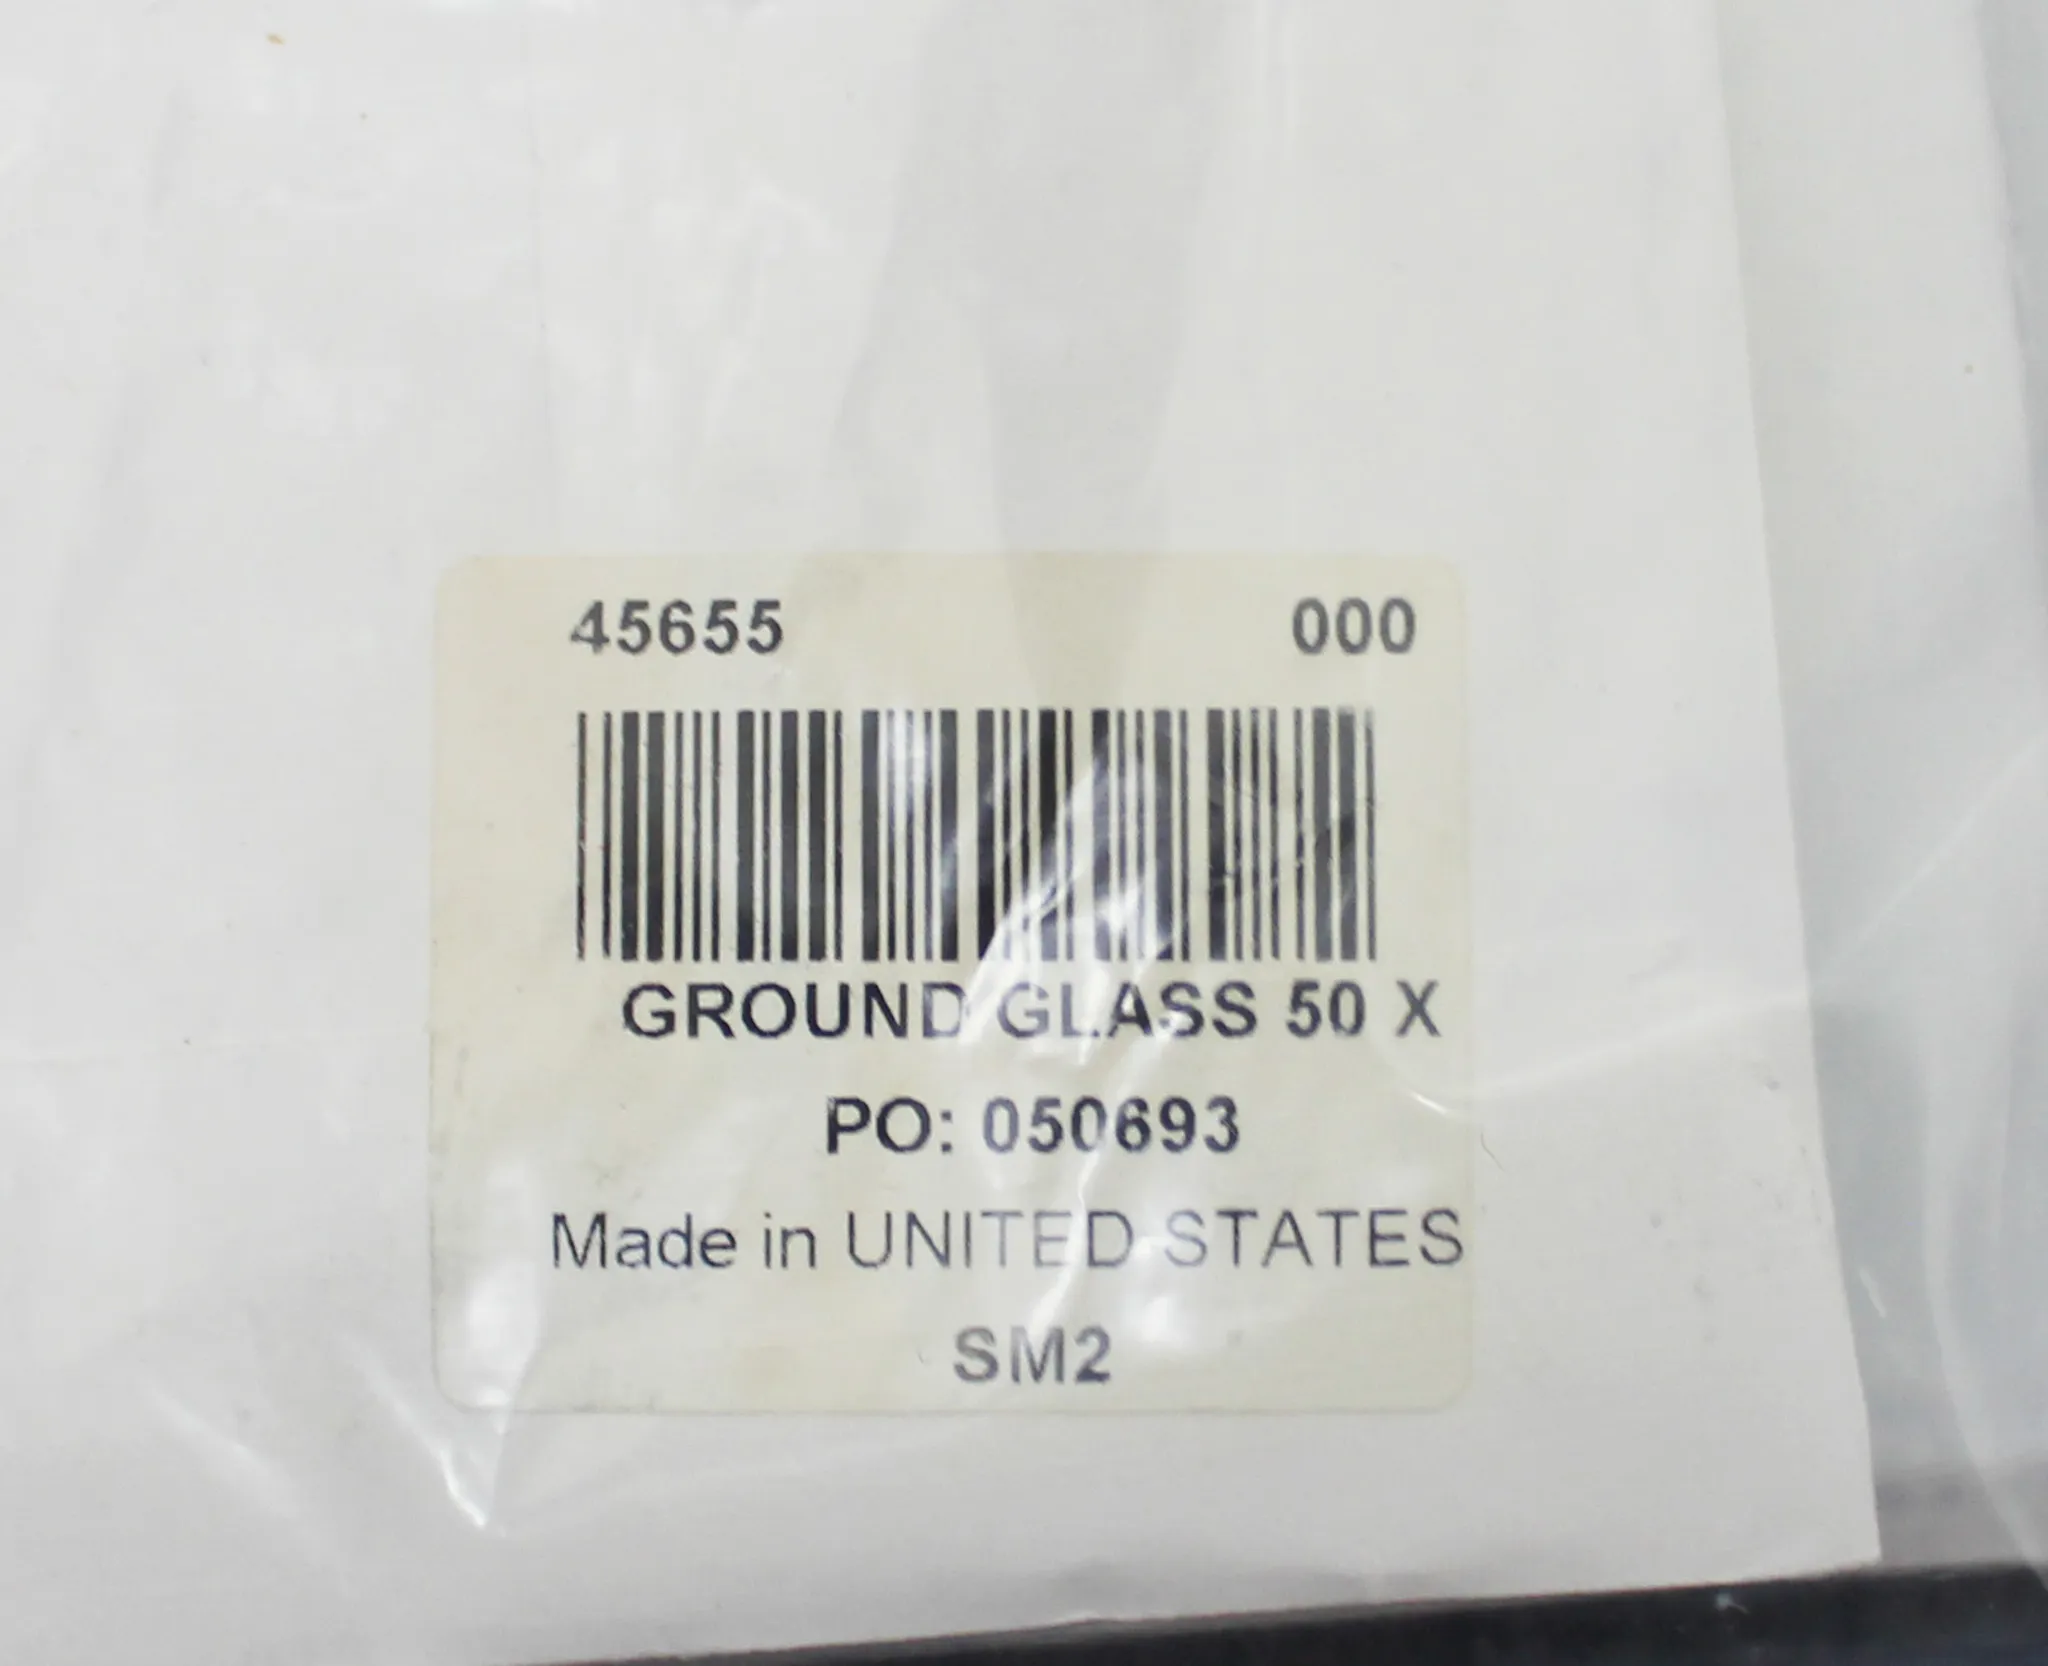 45655 000
GROUND GLASS 50 X
PO: 050693
Made in UNITED STATES
SM2